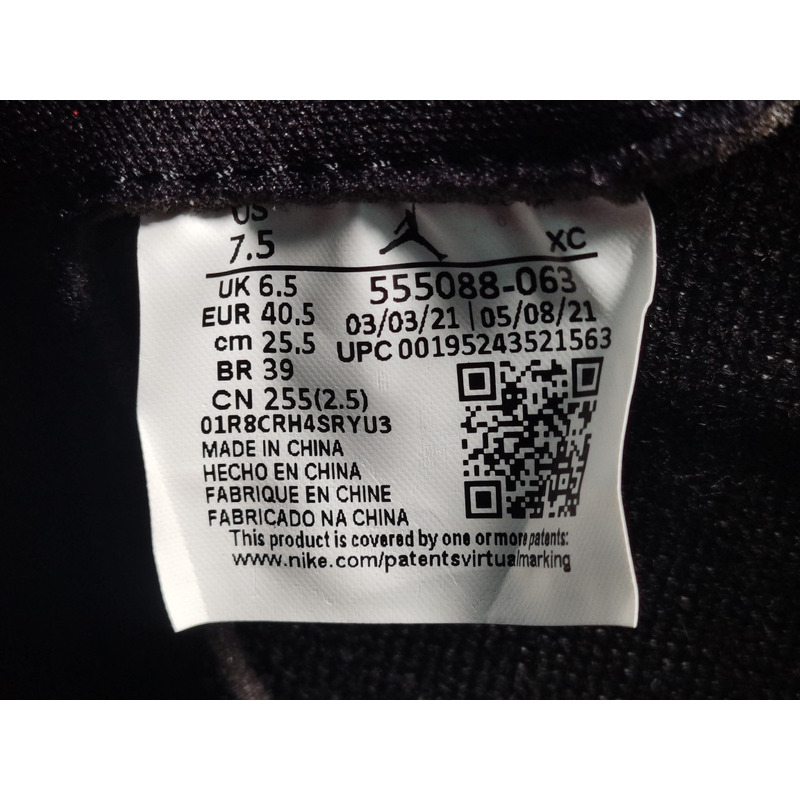 US
7.5 XC
UK 6.5 555088-063
EUR 40.5 03/03/21 | 05/08/21
cm 25.5 UPC 00195243521563
BR 39
CN 255(2.5)
01R8CRH4SRYU3
MADE IN CHINA
HECHO EN CHINA
FABRIQUE EN CHINE
FABRICADO NA CHINA
This product is covered by one or more patents:
www.nike.com/patentsvirtualmarking